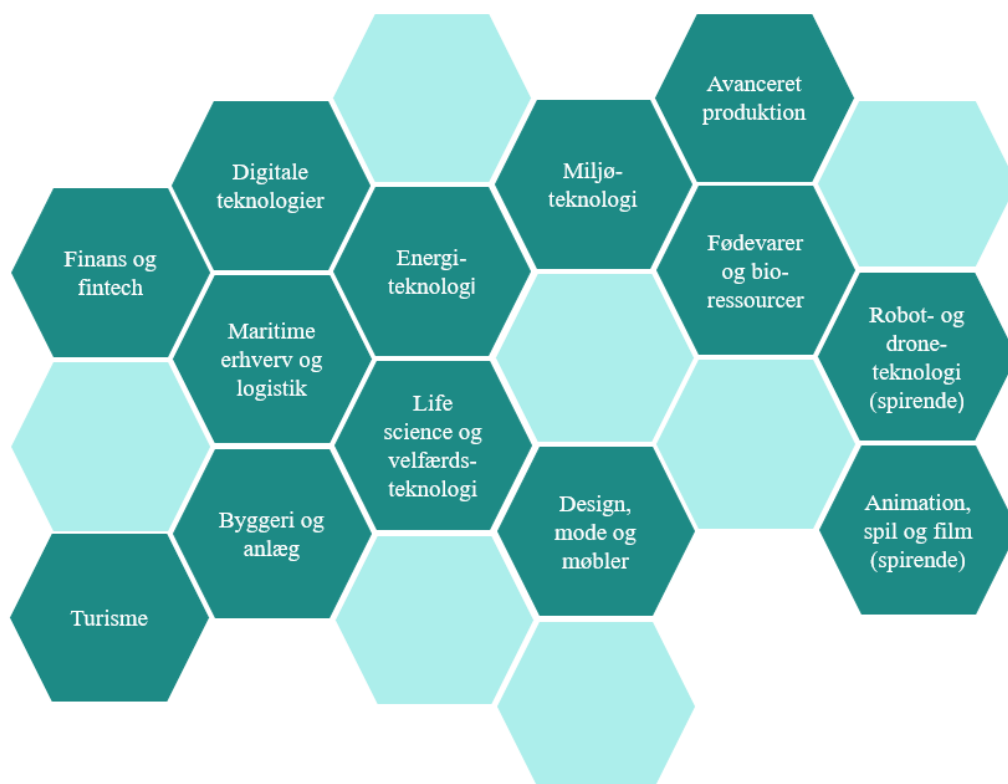 Avanceret
produktion
Digitale
teknologier
Miljø-
teknologi
Finans og
fintech
Energi-
teknologi
Fødevarer
og bio-
ressourcer
Maritime
erhverv og
logistik
Robot- og
drone-
teknologi
(spirende)
Life
science og
velfærds-
teknologi
Byggeri og
anlæg
Design,
mode og
møbler
Animation,
spil og film
(spirende)
Turisme